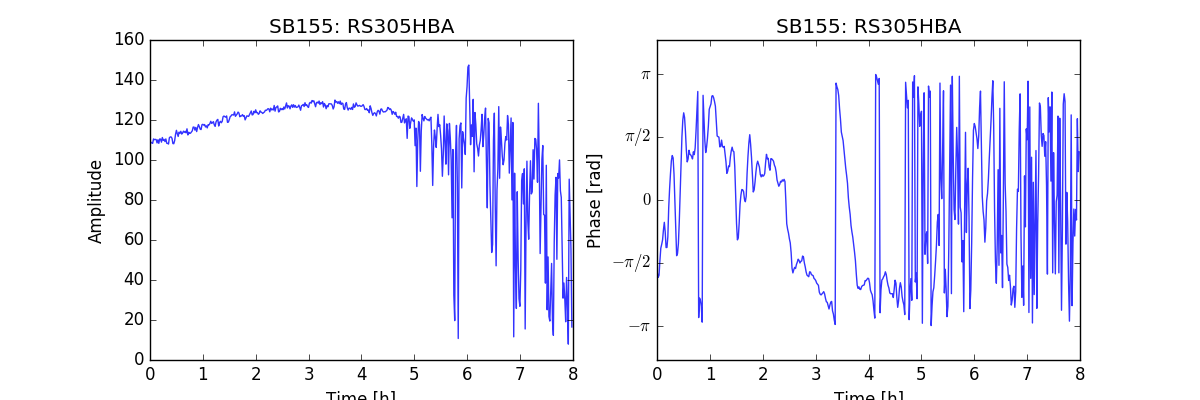 SB155: RS305HBA
160
140
120
100
80
60
40
20
0
Amplitude
0 1 2 3 4 5 6 7 8
Time [h]
SB155: RS305HBA
π
π/2
0
−π/2
−π
Phase [rad]
0 1 2 3 4 5 6 7 8
Time [h]